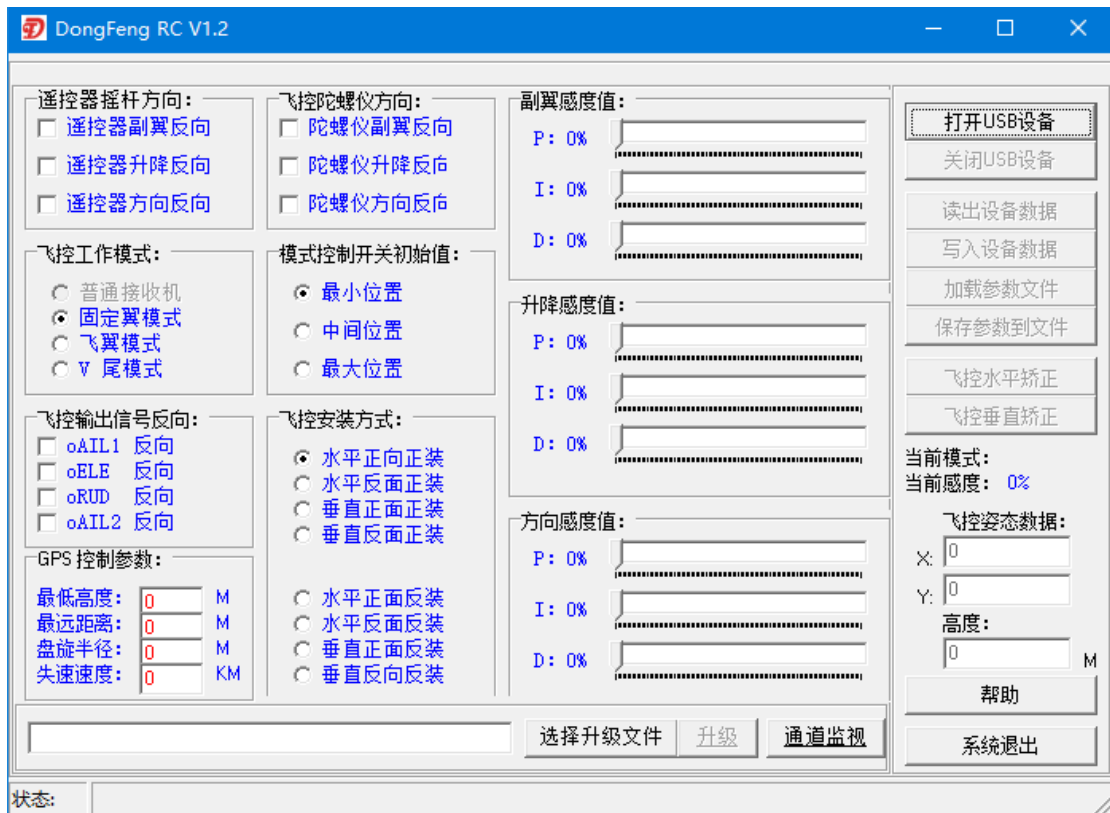 DongFeng RC V1.2
遥控器摇杆方向：
遥控器副翼反向
遥控器升降反向
遥控器方向反向
飞控陀螺仪方向：
陀螺仪副翼反向
陀螺仪升降反向
陀螺仪方向反向
飞控工作模式：
普通接收机
固定翼模式
飞翼模式
V 尾模式
模式控制开关初始值：
最小位置
中间位置
最大位置
飞控输出信号反向：
oAIL1 反向
oELE 反向
oRUD 反向
oAIL2 反向
飞控安装方式：
水平正向正装
水平反面正装
垂直正面正装
垂直反面正装
水平正面反装
水平反面反装
垂直正面反装
垂直反向反装
GPS 控制参数：
最低高度： 0 M
最远距离： 0 M
盘旋半径： 0 M
失速速度： 0 KM
副翼感度值：
P: 0%
I: 0%
D: 0%
升降感度值：
P: 0%
I: 0%
D: 0%
方向感度值：
P: 0%
I: 0%
D: 0%
打开USB设备
关闭USB设备
读出设备数据
写入设备数据
加载参数文件
保存参数到文件
飞控水平矫正
飞控垂直矫正
当前模式：
当前感度： 0%
飞控姿态数据：
X: 0
Y: 0
高度：
0 M
帮助
系统退出
选择升级文件 升级 通道监视
状态: